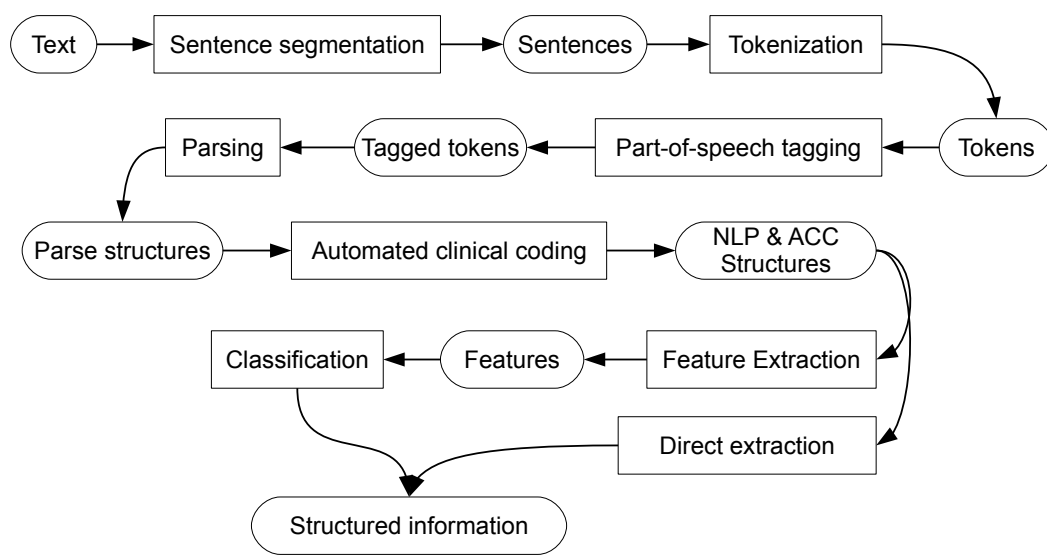 Text
Sentence segmentation
Sentences
Tokenization
Tokens
Part-of-speech tagging
Tagged tokens
Parsing
Parse structures
Automated clinical coding
NLP & ACC
Structures
Feature Extraction
Features
Classification
Direct extraction
Structured information